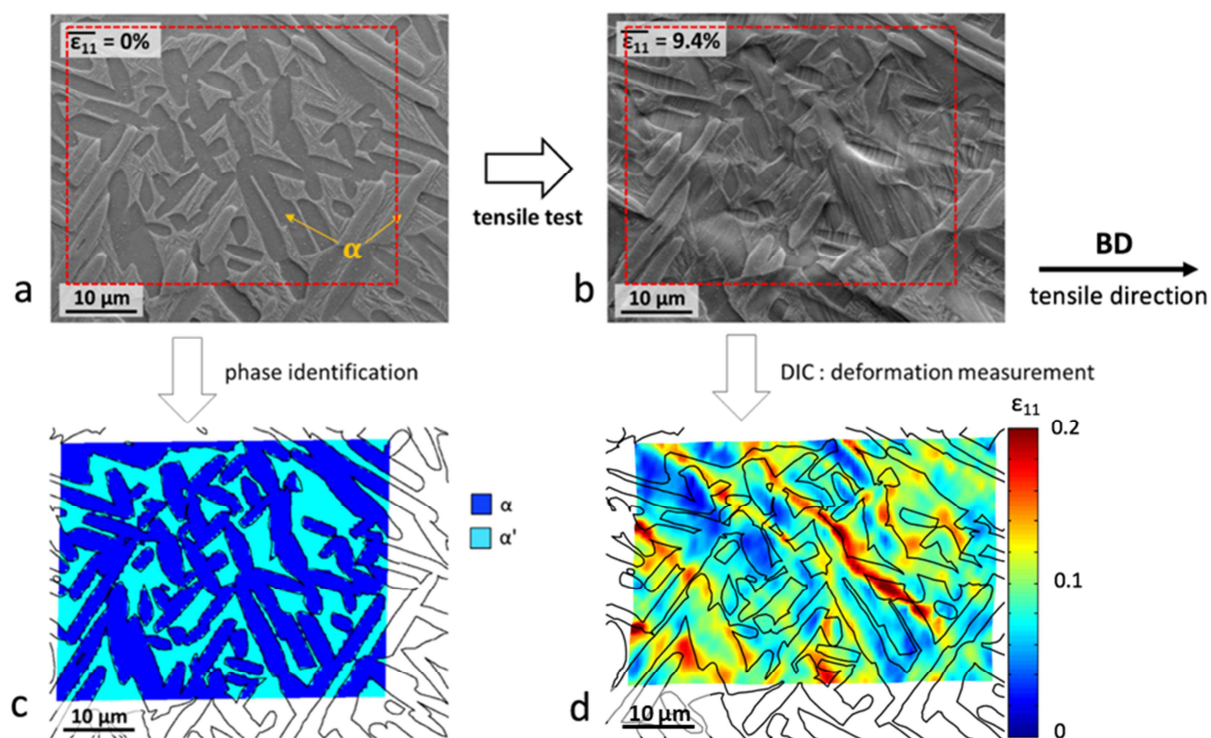 ε₁₁ = 0%
α
10 µm
a
tensile test
ε₁₁ = 9.4%
10 µm
b
BD
tensile direction
phase identification
DIC : deformation measurement
α
α'
10 µm
c
ε₁₁
0.2
0.1
0
10 µm
d